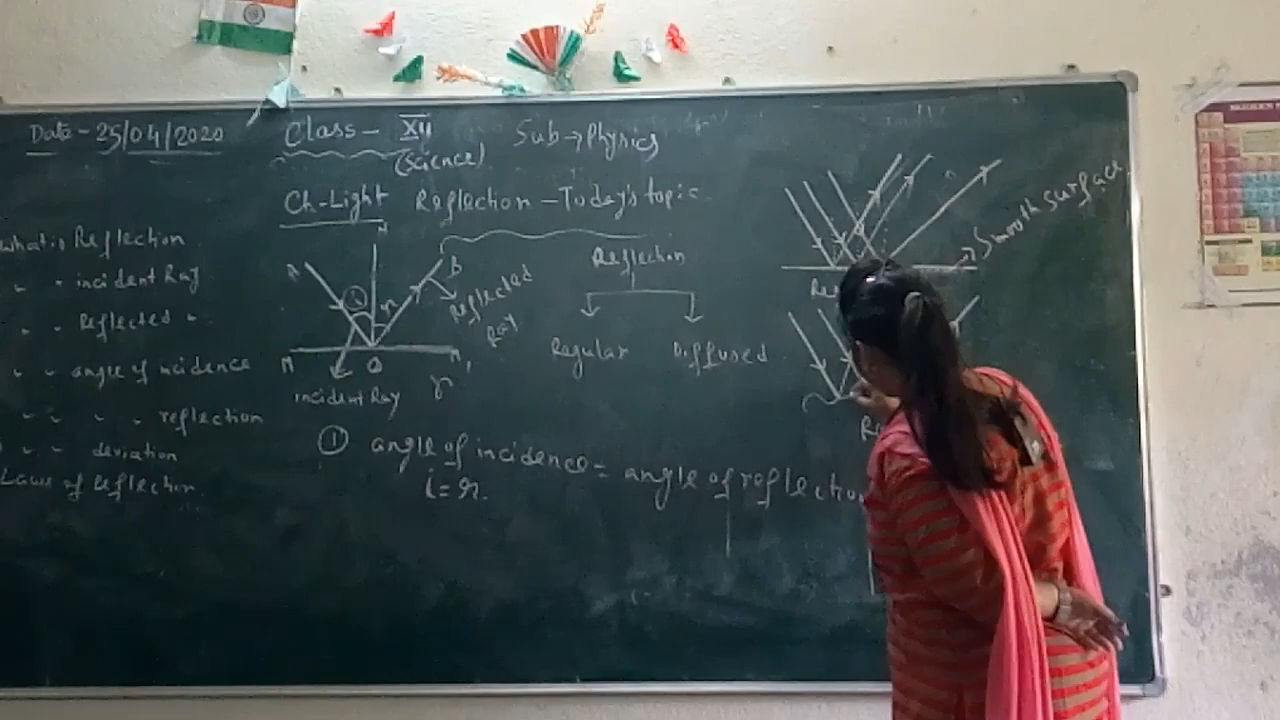 Date - 25/04/2020
Class - XII
(Science)
Sub → Physics
Ch-Light Reflection - Today's topic
What is Reflection
" " incident Ray
" " Reflected "
" " angle of incidence
" " " " reflection
" " deviation
Laws of Reflection
N
A
B
i
r
Reflected
Ray
M
O
incident Ray
r
Reflection
Regular Diffused
Smooth surface
① angle of incidence = angle of reflection
i = r.